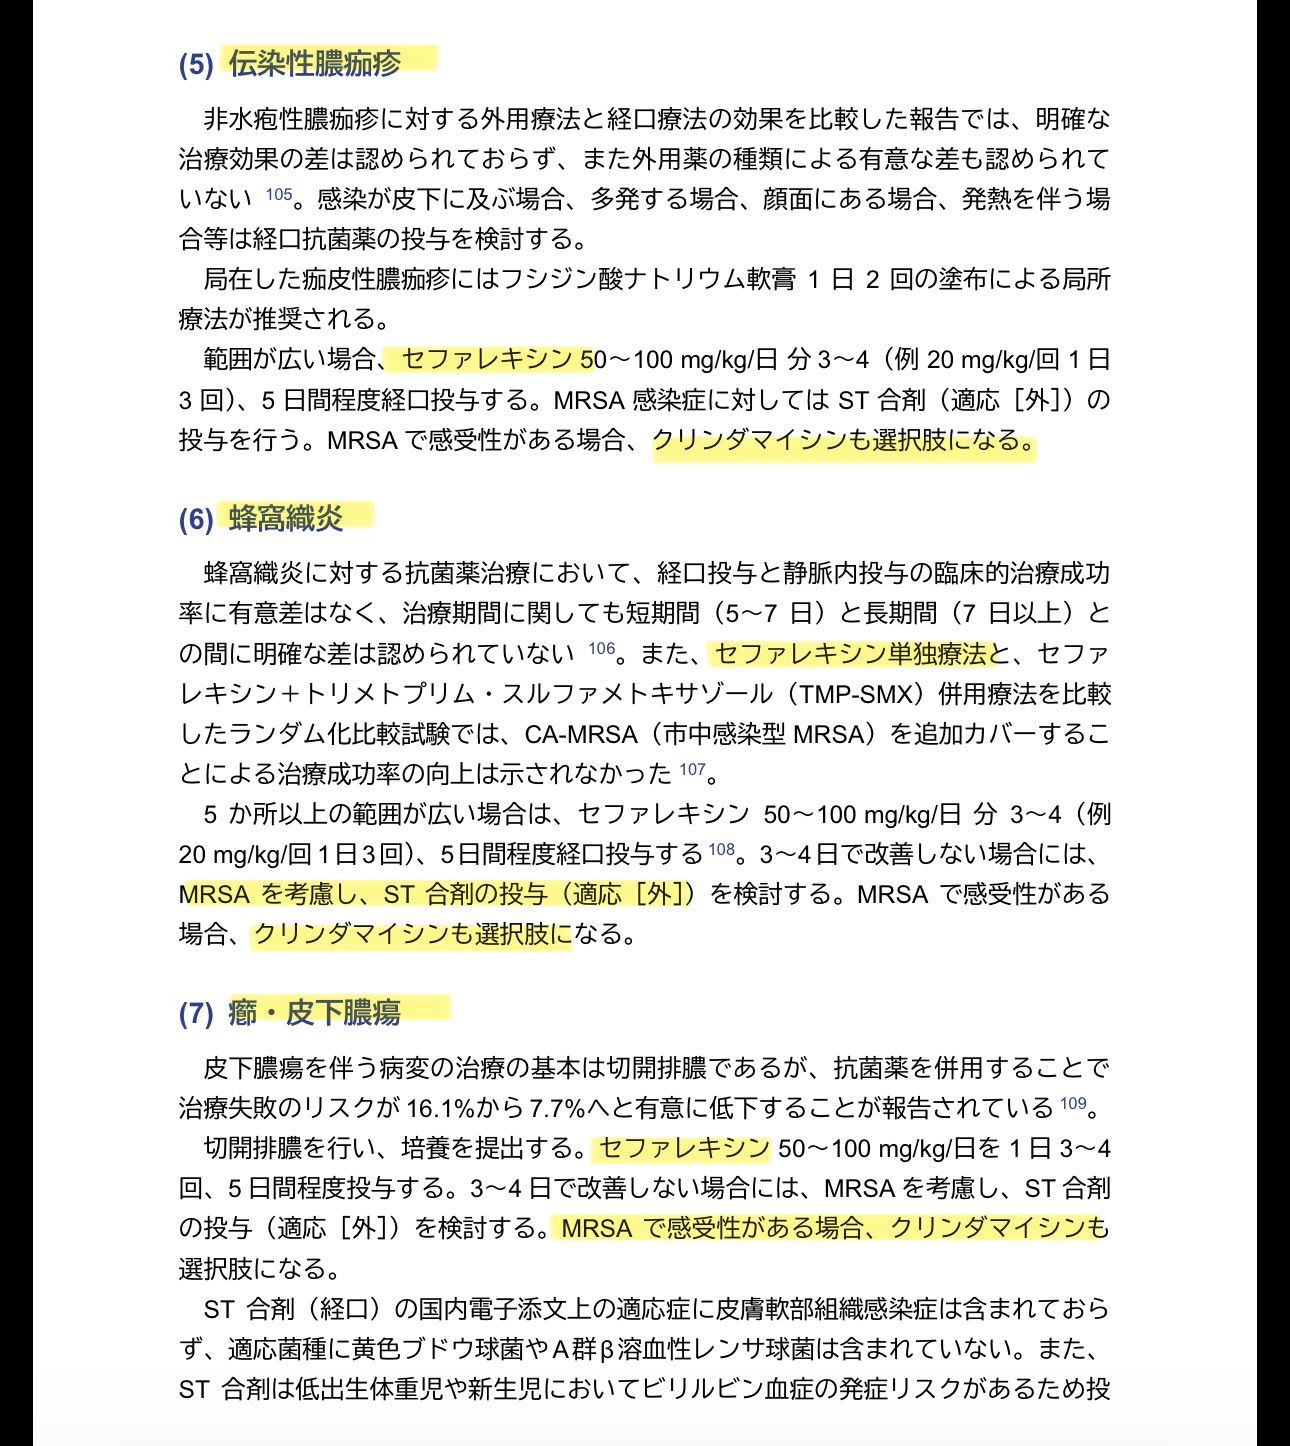 (5) 伝染性膿痂疹
非水疱性膿痂疹に対する外用療法と経口療法の効果を比較した報告では、明確な
治療効果の差は認められておらず、また外用薬の種類による有意な差も認められて
いない 105。感染が皮下に及ぶ場合、多発する場合、顔面にある場合、発熱を伴う場
合等は経口抗菌薬の投与を検討する。
局在した痂皮性膿痂疹にはフシジン酸ナトリウム軟膏 1 日 2 回の塗布による局所
療法が推奨される。
範囲が広い場合、セファレキシン 50～100 mg/kg/日 分 3～4（例 20 mg/kg/回 1 日
3 回）、5 日間程度経口投与する。MRSA 感染症に対しては ST 合剤（適応［外］）の
投与を行う。MRSA で感受性がある場合、クリンダマイシンも選択肢になる。
(6) 蜂窩織炎
蜂窩織炎に対する抗菌薬治療において、経口投与と静脈内投与の臨床的治療成功
率に有意差はなく、治療期間に関しても短期間（5～7 日）と長期間（7 日以上）と
の間に明確な差は認められていない 106。また、セファレキシン単独療法と、セファ
レキシン＋トリメトプリム・スルファメトキサゾール（TMP-SMX）併用療法を比較
したランダム化比較試験では、CA-MRSA（市中感染型 MRSA）を追加カバーするこ
とによる治療成功率の向上は示されなかった 107。
5 か所以上の範囲が広い場合は、セファレキシン 50～100 mg/kg/日 分 3～4（例
20 mg/kg/回 1 日 3 回）、5 日間程度経口投与する 108。3～4 日で改善しない場合には、
MRSA を考慮し、ST 合剤の投与（適応［外］）を検討する。MRSA で感受性がある
場合、クリンダマイシンも選択肢になる。
(7) 癤・皮下膿瘍
皮下膿瘍を伴う病変の治療の基本は切開排膿であるが、抗菌薬を併用することで
治療失敗のリスクが 16.1%から 7.7%へと有意に低下することが報告されている 109。
切開排膿を行い、培養を提出する。セファレキシン 50～100 mg/kg/日を 1 日 3～4
回、5 日間程度投与する。3～4 日で改善しない場合には、MRSA を考慮し、ST 合剤
の投与（適応［外］）を検討する。MRSA で感受性がある場合、クリンダマイシンも
選択肢になる。
ST 合剤（経口）の国内電子添文上の適応症に皮膚軟部組織感染症は含まれておら
ず、適応菌種に黄色ブドウ球菌や A 群 β 溶血性レンサ球菌は含まれていない。また、
ST 合剤は低出生体重児や新生児においてビリルビン血症の発症リスクがあるため投